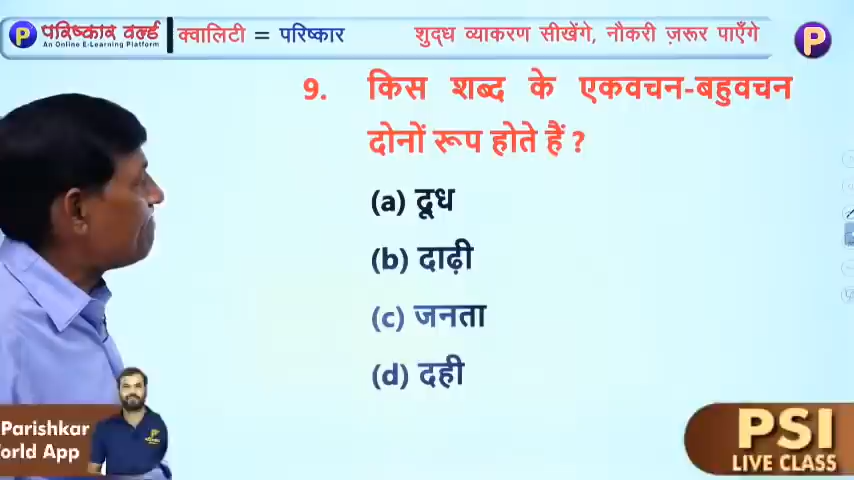 परिष्कार वर्ल्ड
An Online E-Learning Platform
क्वालिटी = परिष्कार
शुद्ध व्याकरण सीखेंगे, नौकरी ज़रूर पाएँगे
P
9. किस शब्द के एकवचन-बहुवचन
दोनों रूप होते हैं ?
(a) दूध
(b) दाढ़ी
(c) जनता
(d) दही
Parishkar
World App
PSI
LIVE CLASS